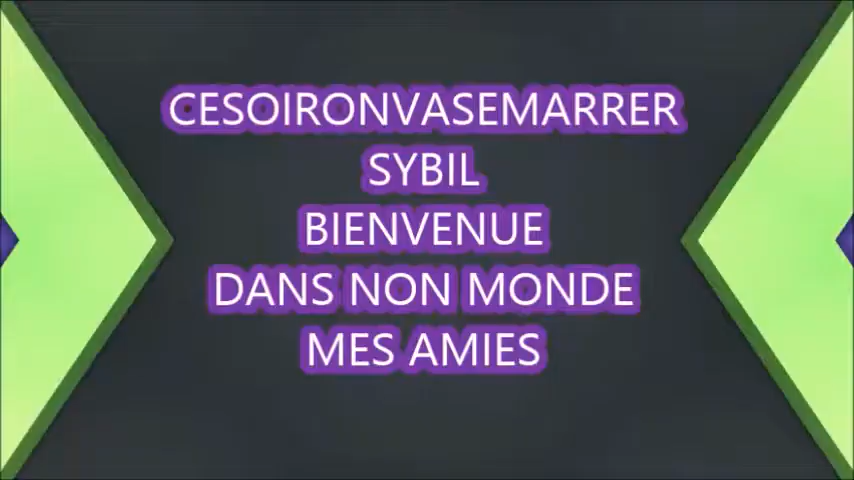 CESOIRONVASEMARRER
SYBIL
BIENVENUE
DANS NON MONDE
MES AMIES